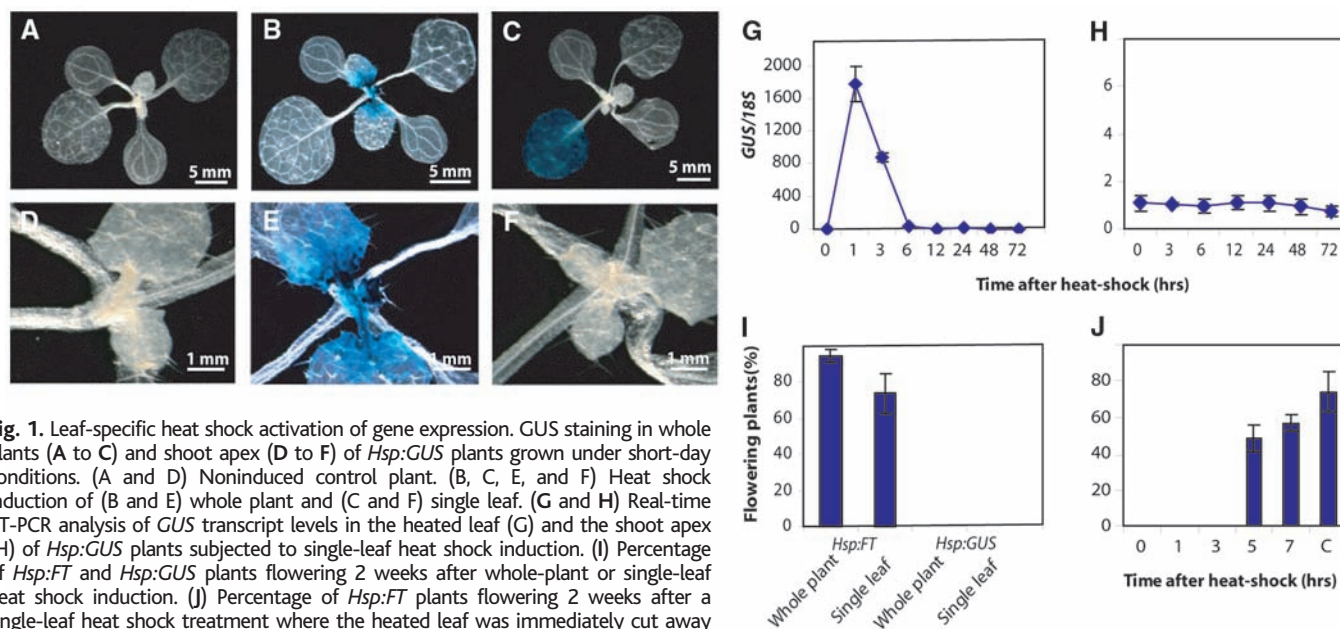 A
B
C
5 mm
5 mm
5 mm
D
E
F
1 mm
1 mm
1 mm
G
GUS/18S
2000
1600
1200
800
400
0
0 1 3 6 12 24 48 72
H
6
4
2
0
0 3 6 12 24 48 72
Time after heat-shock (hrs)
ig. 1. Leaf-specific heat shock activation of gene expression. GUS staining in whole
lants (A to C) and shoot apex (D to F) of Hsp:GUS plants grown under short-day
onditions. (A and D) Noninduced control plant. (B, C, E, and F) Heat shock
nduction of (B and E) whole plant and (C and F) single leaf. (G and H) Real-time
T-PCR analysis of GUS transcript levels in the heated leaf (G) and the shoot apex
H) of Hsp:GUS plants subjected to single-leaf heat shock induction. (I) Percentage
f Hsp:FT and Hsp:GUS plants flowering 2 weeks after whole-plant or single-leaf
eat shock induction. (J) Percentage of Hsp:FT plants flowering 2 weeks after a
ingle-leaf heat shock treatment where the heated leaf was immediately cut away
I
Flowering plants(%)
80
60
40
20
0
Hsp:FT Hsp:GUS
Whole plant
Single leaf
Whole plant
Single leaf
J
80
60
40
20
0
0 1 3 5 7 C
Time after heat-shock (hrs)